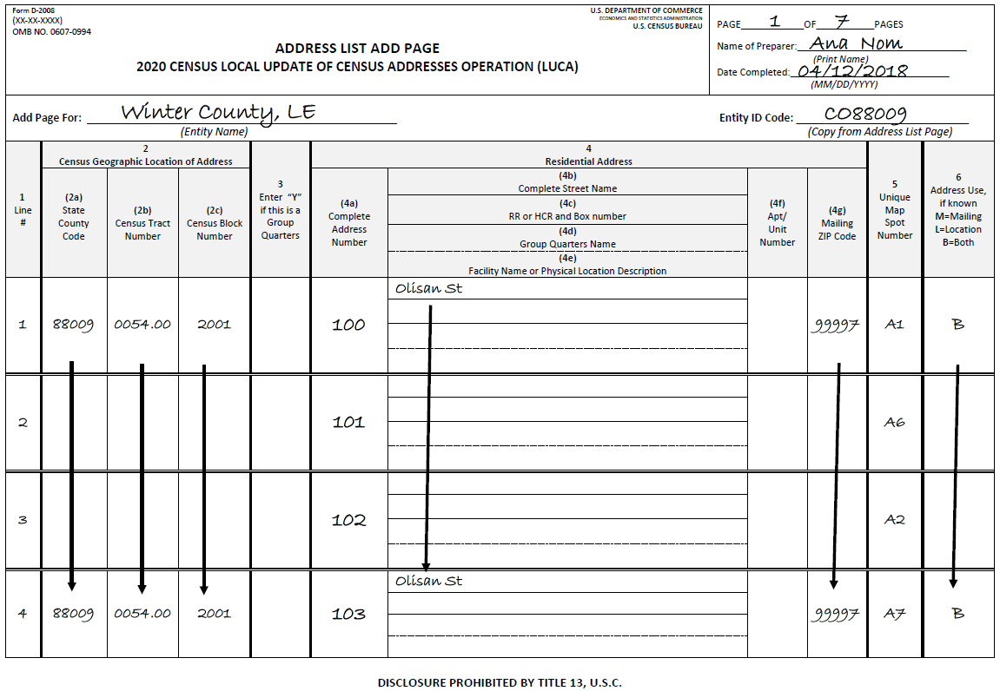 Form D-2008
(XX-XX-XXXX)
OMB NO. 0607-0994
U.S. DEPARTMENT OF COMMERCE
ECONOMICS AND STATISTICS ADMINISTRATION
U.S. CENSUS BUREAU
ADDRESS LIST ADD PAGE
2020 CENSUS LOCAL UPDATE OF CENSUS ADDRESSES OPERATION (LUCA)
PAGE 1 OF 7 PAGES
Name of Preparer: Ana Nom
(Print Name)
Date Completed: 04/12/2018
(MM/DD/YYYY)
Add Page For: Winter County, LE
(Entity Name)
Entity ID Code: CO88009
(Copy from Address List Page)
1
Line
#
2
Census Geographic Location of Address
(2a)
State
County
Code
(2b)
Census Tract
Number
(2c)
Census Block
Number
3
Enter "Y"
if this is a
Group
Quarters
4
Residential Address
(4a)
Complete
Address
Number
(4b)
Complete Street Name
(4c)
RR or HCR and Box number
(4d)
Group Quarters Name
(4e)
Facility Name or Physical Location Description
(4f)
Apt/
Unit
Number
(4g)
Mailing
ZIP Code
5
Unique
Map
Spot
Number
6
Address Use,
if known
M=Mailing
L=Location
B=Both
Olisan St
1 88009 0054.00 2001 100 99997 A1 B
2 101 A6
3 102 A2
Olisan St
4 88009 0054.00 2001 103 99997 A7 B
DISCLOSURE PROHIBITED BY TITLE 13, U.S.C.